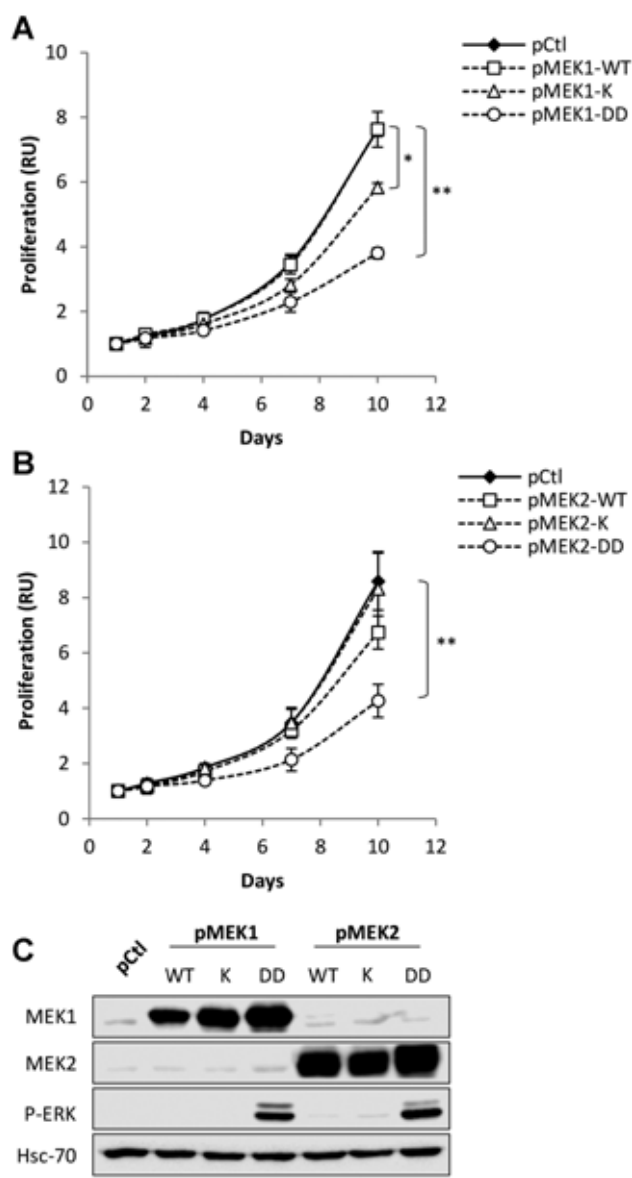 A
pCtl
pMEK1-WT
pMEK1-K
pMEK1-DD
10
8
6
4
2
0
Proliferation (RU)
*
**
0 2 4 6 8 10 12
Days
B
pCtl
pMEK2-WT
pMEK2-K
pMEK2-DD
12
10
8
6
4
2
0
Proliferation (RU)
**
0 2 4 6 8 10 12
Days
C
pCtl pMEK1 pMEK2
WT K DD WT K DD
MEK1
MEK2
P-ERK
Hsc-70